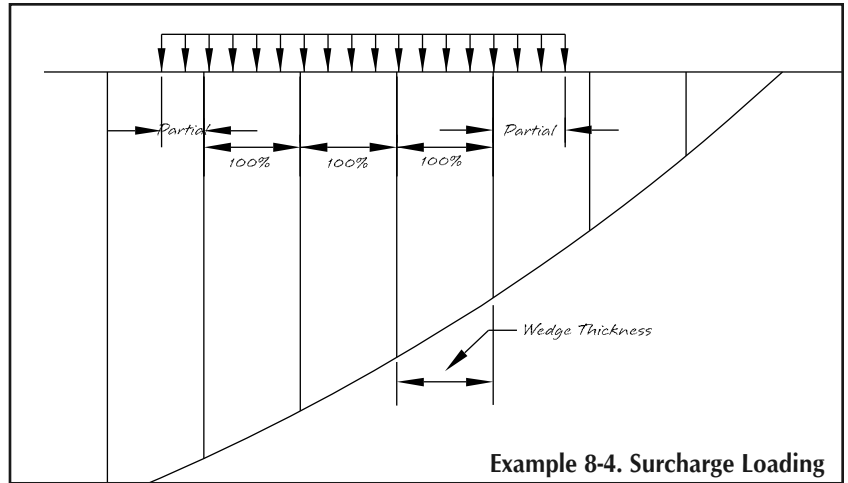 Partial
Partial
100%
100%
100%
Wedge Thickness
Example 8-4. Surcharge Loading